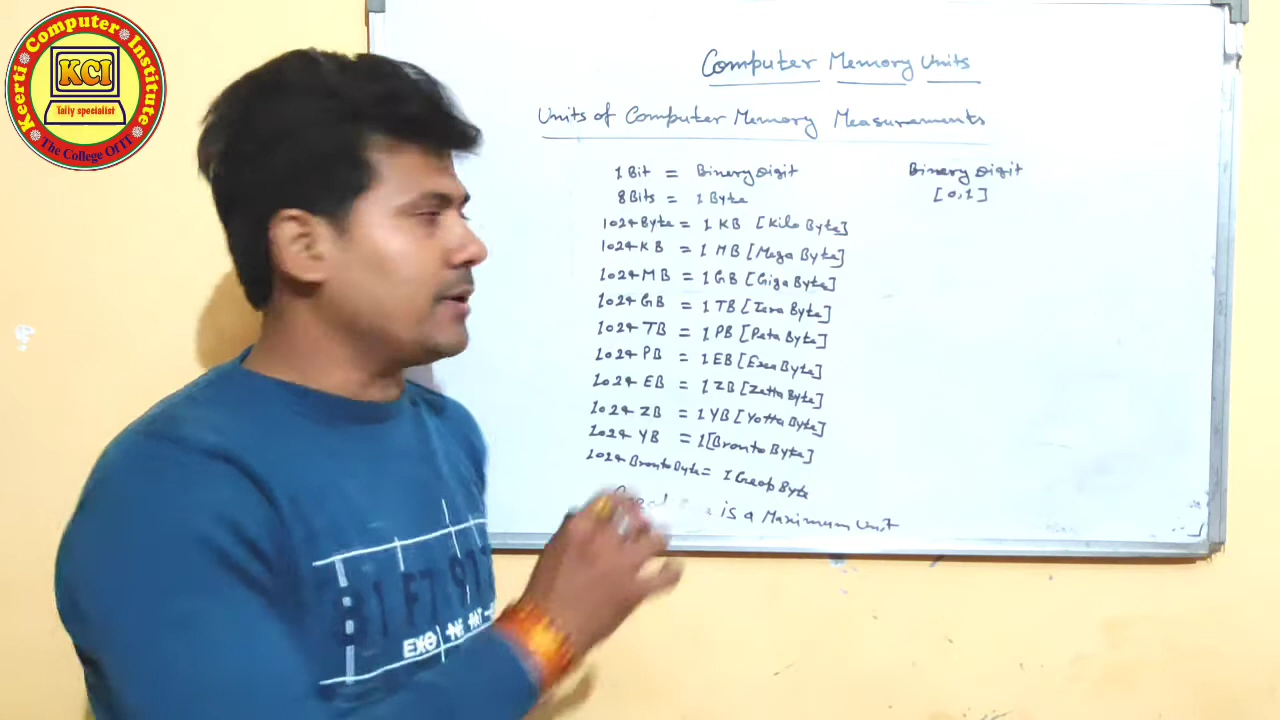 Keerti Computer Institute
KCI
Tally specialist
The College Of IT
Computer Memory Units
Units of Computer Memory Measurements
1 Bit = Binary Digit
Binary Digit
8 Bits = 1 Byte
[0,1]
1024 Byte = 1 KB [Kilo Byte]
1024 KB = 1 MB [Mega Byte]
1024 MB = 1 GB [Giga Byte]
1024 GB = 1 TB [Tera Byte]
1024 TB = 1 PB [Peta Byte]
1024 PB = 1 EB [Exa Byte]
1024 EB = 1 ZB [Zetta Byte]
1024 ZB = 1 YB [Yotta Byte]
1024 YB = 1 [Bronto Byte]
1024 Bronto Byte = 1 Geop Byte
is a Maximum Unit